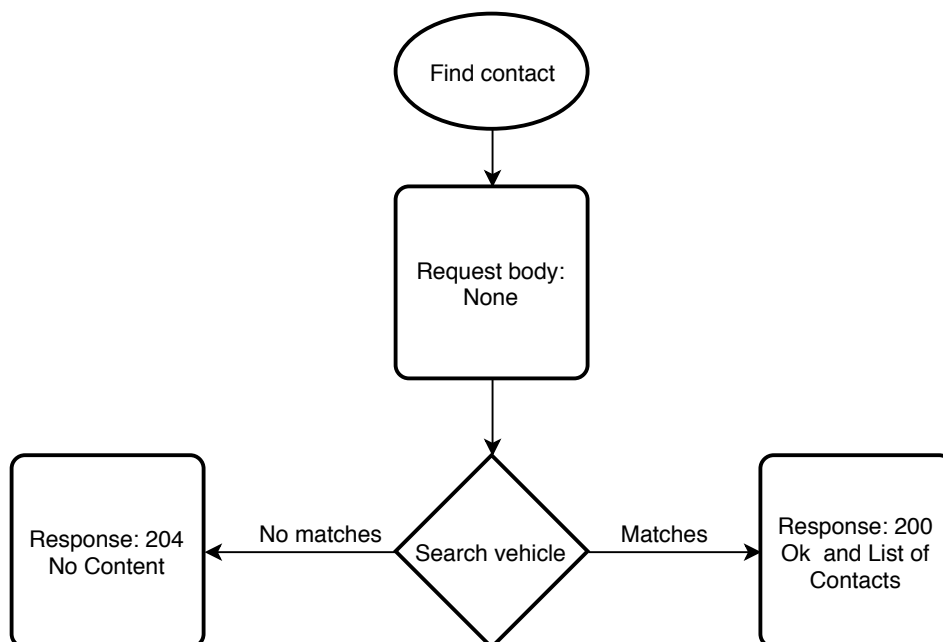 Find contact
Request body:
None
No matches
Matches
Response: 204
No Content
Search vehicle
Response: 200
Ok  and List of
Contacts